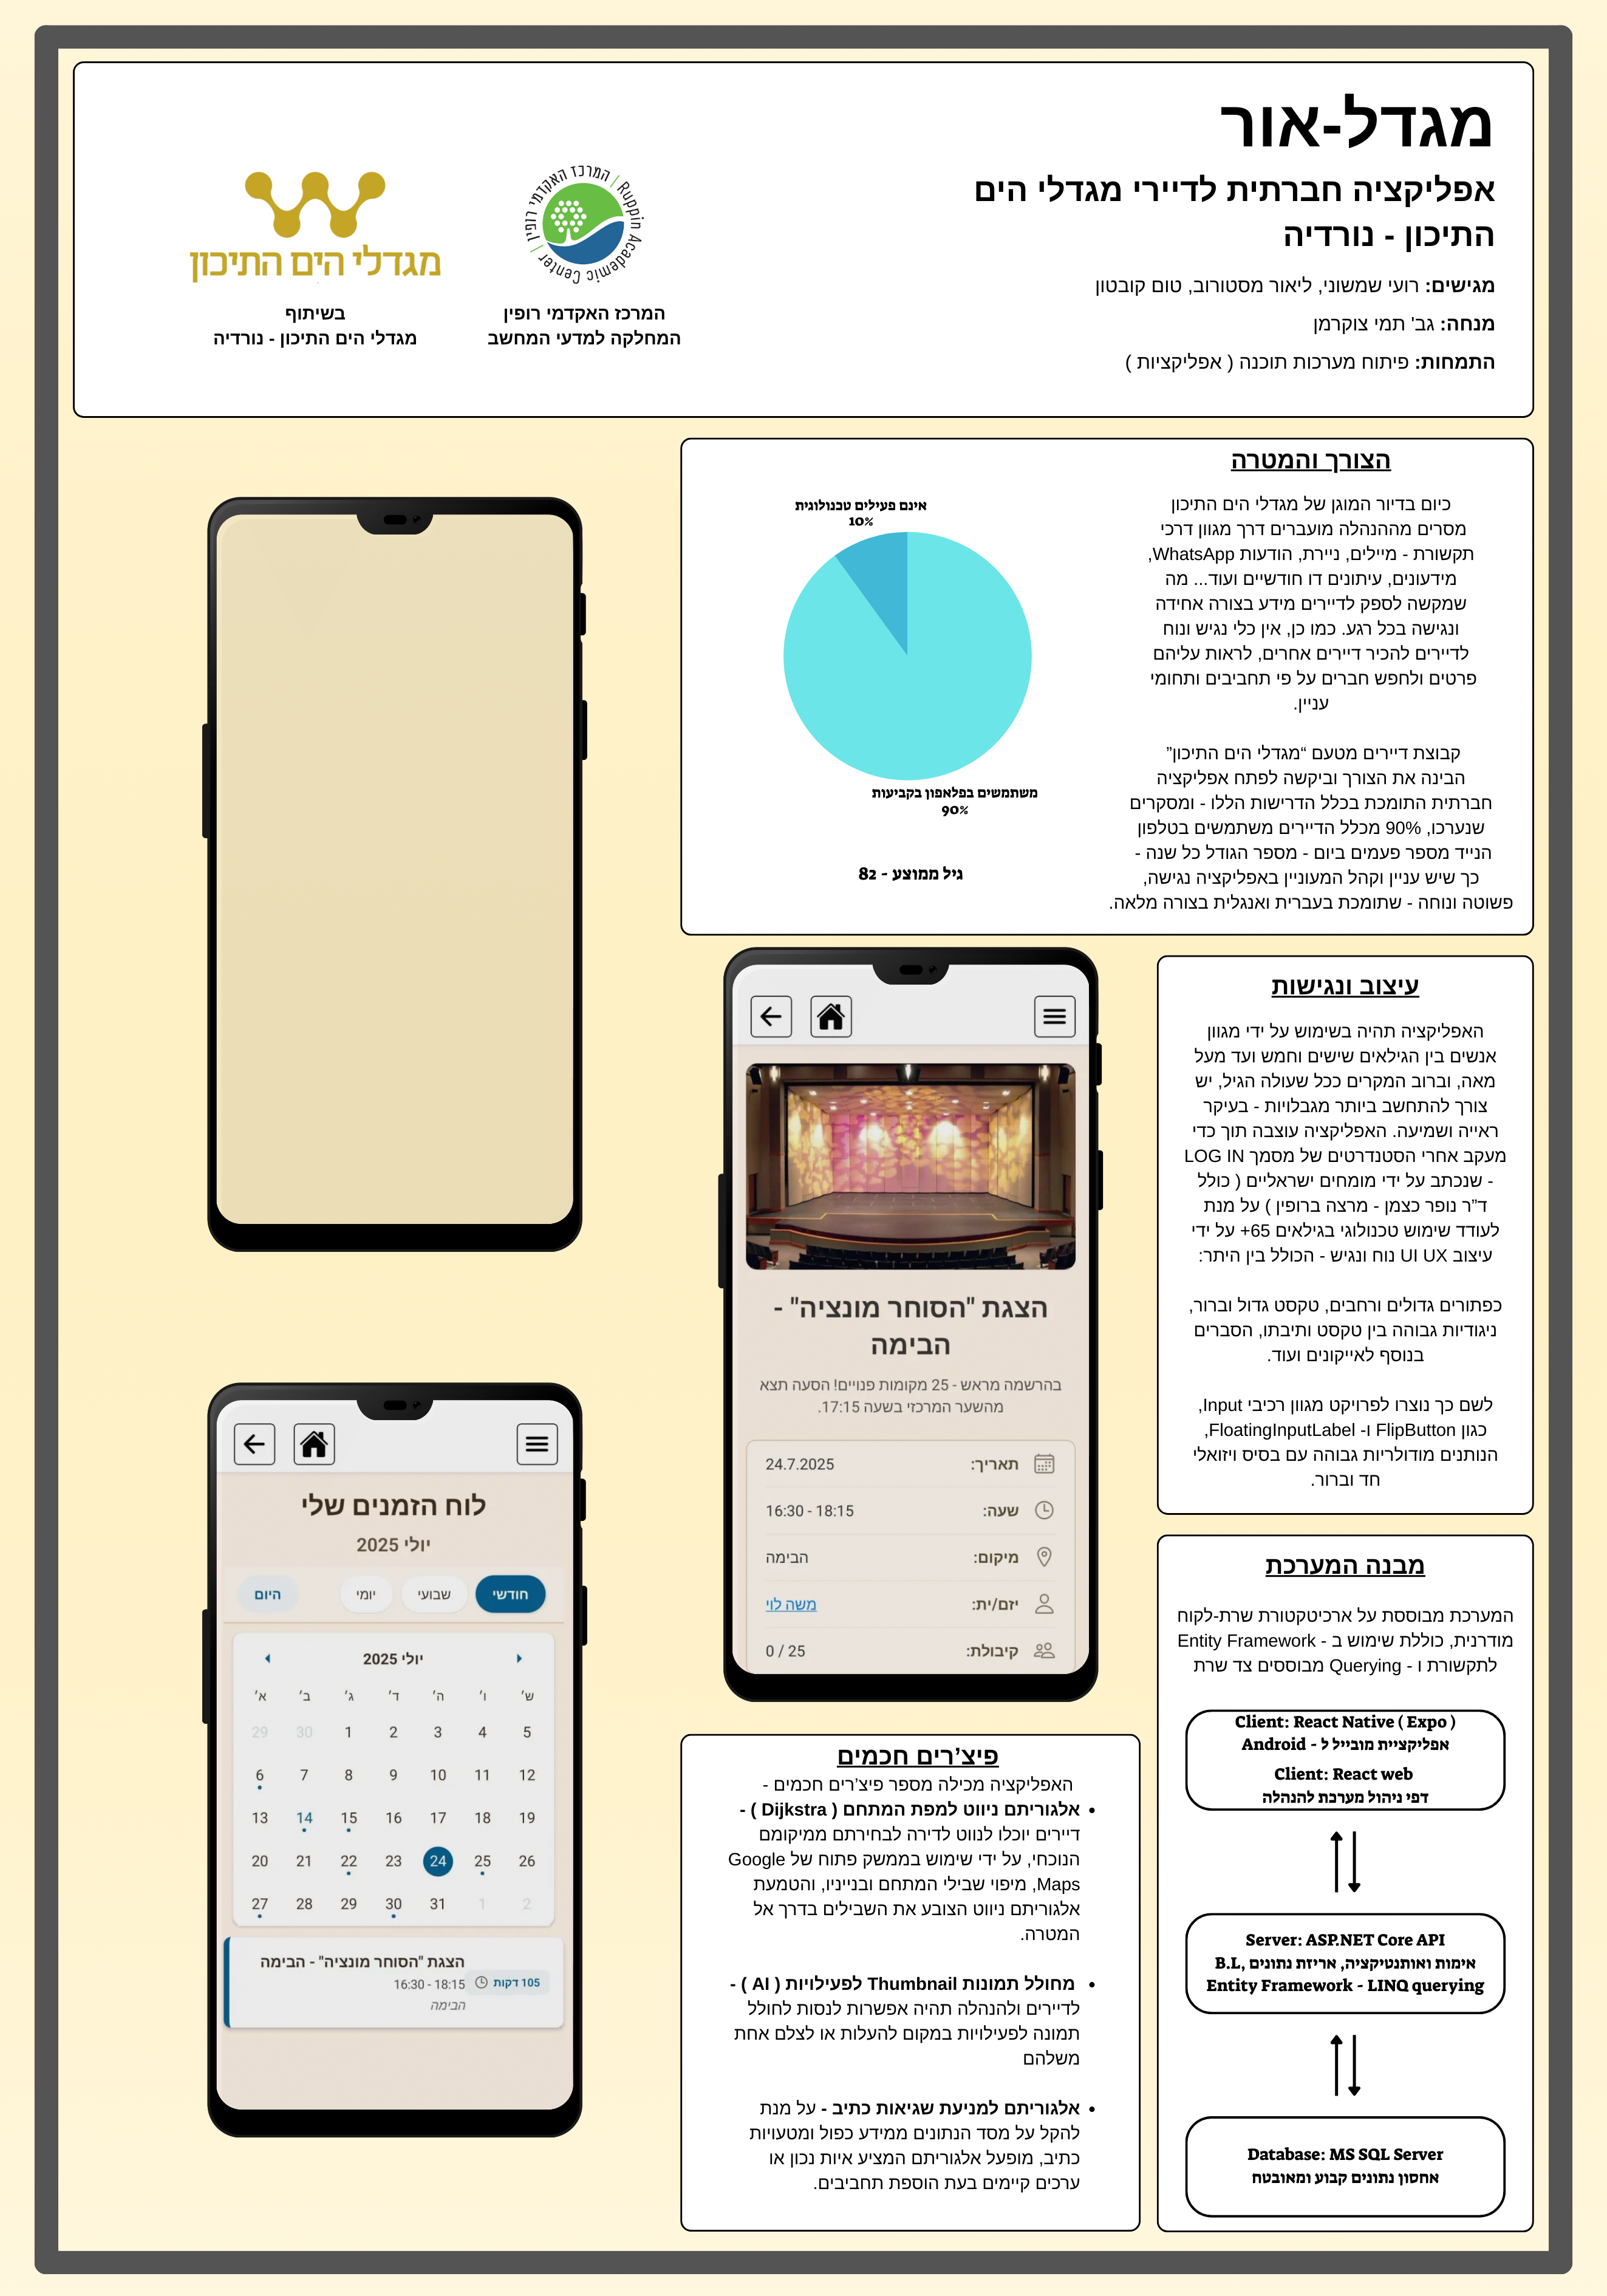 מגדל-אור
אפליקציה חברתית לדיירי מגדלי הים
התיכון - נורדיה
מגישים: רועי שמשוני, ליאור מסטורוב, טום קובטון
מנחה: גב' תמי צוקרמן
התמחות: פיתוח מערכות תוכנה ( אפליקציות )
המרכז האקדמי רופין | Ruppin Academic Center |
המרכז האקדמי רופין
המחלקה למדעי המחשב
מגדלי הים התיכון
בשיתוף
מגדלי הים התיכון - נורדיה
הצורך והמטרה
כיום בדיור המוגן של מגדלי הים התיכון
מסרים מההנהלה מועברים דרך מגוון דרכי
תקשורת - מיילים, ניירת, הודעות WhatsApp,
מידעונים, עיתונים דו חודשיים ועוד... מה
שמקשה לספק לדיירים מידע בצורה אחידה
ונגישה בכל רגע. כמו כן, אין כלי נגיש ונוח
לדיירים להכיר דיירים אחרים, לראות עליהם
פרטים ולחפש חברים על פי תחביבים ותחומי
עניין.
קבוצת דיירים מטעם “מגדלי הים התיכון”
הבינה את הצורך וביקשה לפתח אפליקציה
חברתית התומכת בכלל הדרישות הללו - ומסקרים
שנערכו, 90% מכלל הדיירים משתמשים בטלפון
הנייד מספר פעמים ביום - מספר הגודל כל שנה -
כך שיש עניין וקהל המעוניין באפליקציה נגישה,
פשוטה ונוחה - שתומכת בעברית ואנגלית בצורה מלאה.
אינם פעילים טכנולוגית
10%
משתמשים בפלאפון בקביעות
90%
גיל ממוצע - 82
עיצוב ונגישות
האפליקציה תהיה בשימוש על ידי מגוון
אנשים בין הגילאים שישים וחמש ועד מעל
מאה, וברוב המקרים ככל שעולה הגיל, יש
צורך להתחשב ביותר מגבלויות - בעיקר
ראייה ושמיעה. האפליקציה עוצבה תוך כדי
מעקב אחרי הסטנדרטים של מסמך LOG IN
- שנכתב על ידי מומחים ישראליים ( כולל
ד”ר נופר כצמן - מרצה ברופין ) על מנת
לעודד שימוש טכנולוגי בגילאים 65+ על ידי
עיצוב UI UX נוח ונגיש - הכולל בין היתר:
כפתורים גדולים ורחבים, טקסט גדול וברור,
ניגודיות גבוהה בין טקסט ותיבתו, הסברים
בנוסף לאייקונים ועוד.
לשם כך נוצרו לפרויקט מגוון רכיבי Input,
כגון FlipButton ו- FloatingInputLabel,
הנותנים מודולריות גבוהה עם בסיס ויזואלי
חד וברור.
הצגת "הסוחר מונציה" -
הבימה
בהרשמה מראש - 25 מקומות פנויים! הסעה תצא
מהשער המרכזי בשעה 17:15.
תאריך: 24.7.2025
שעה: 16:30 - 18:15
מיקום: הבימה
יזם/ית: משה לוי
קיבולת: 0 / 25
לוח הזמנים שלי
יולי 2025
חודשי שבועי יומי היום
יולי 2025
א' ב' ג' ד' ה' ו' ש'
29 30 1 2 3 4 5
6 7 8 9 10 11 12
13 14 15 16 17 18 19
20 21 22 23 24 25 26
27 28 29 30 31 1 2
הצגת "הסוחר מונציה" - הבימה
105 דקות
16:30 - 18:15
הבימה
מבנה המערכת
המערכת מבוססת על ארכיטקטורת שרת-לקוח
מודרנית, כוללת שימוש ב - Entity Framework
לתקשורת ו - Querying מבוססים צד שרת
Client: React Native ( Expo )
אפליקציית מובייל ל - Android
Client: React web
דפי ניהול מערכת להנהלה
Server: ASP.NET Core API
אימות ואותנטיקציה, אריזת נתונים ,B.L
Entity Framework - LINQ querying
Database: MS SQL Server
אחסון נתונים קבוע ומאובטח
פיצ’רים חכמים
האפליקציה מכילה מספר פיצ’רים חכמים -
• אלגוריתם ניווט למפת המתחם ( Dijkstra ) -
דיירים יוכלו לנווט לדירה לבחירתם ממיקומם
הנוכחי, על ידי שימוש בממשק פתוח של Google
Maps, מיפוי שבילי המתחם ובנייניו, והטמעת
אלגוריתם ניווט הצובע את השבילים בדרך אל
המטרה.
• מחולל תמונות Thumbnail לפעילויות ( AI ) -
לדיירים ולהנהלה תהיה אפשרות לנסות לחולל
תמונה לפעילויות במקום להעלות או לצלם אחת
משלהם
• אלגוריתם למניעת שגיאות כתיב - על מנת
להקל על מסד הנתונים ממידע כפול ומטעויות
כתיב, מופעל אלגוריתם המציע איות נכון או
ערכים קיימים בעת הוספת תחביבים.